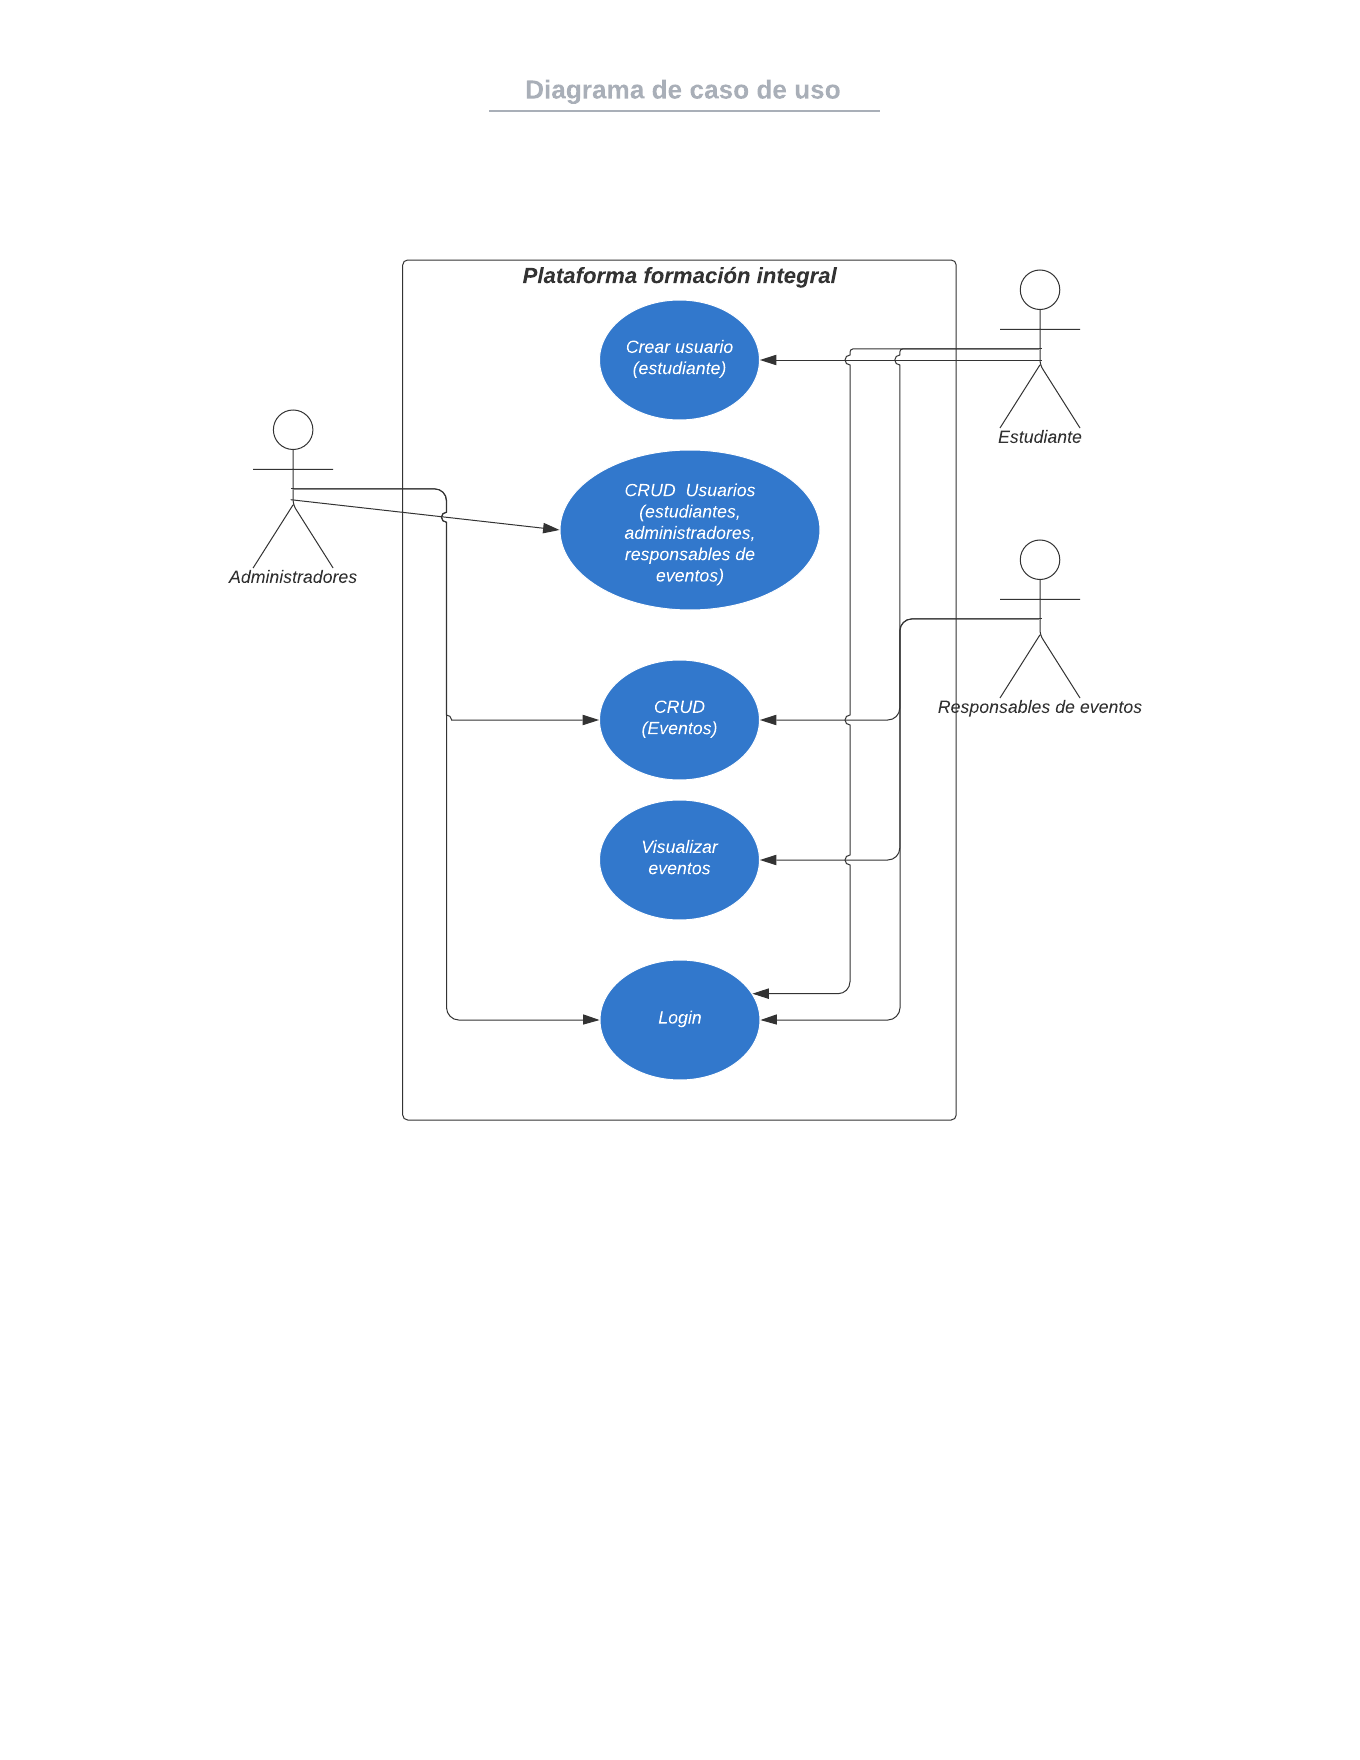 Diagrama de caso de uso
Plataforma formación integral
Crear usuario
(estudiante)
Estudiante
CRUD  Usuarios
(estudiantes,
administradores,
responsables de
eventos)
Administradores
Responsables de eventos
CRUD
(Eventos)
Visualizar
eventos
Login